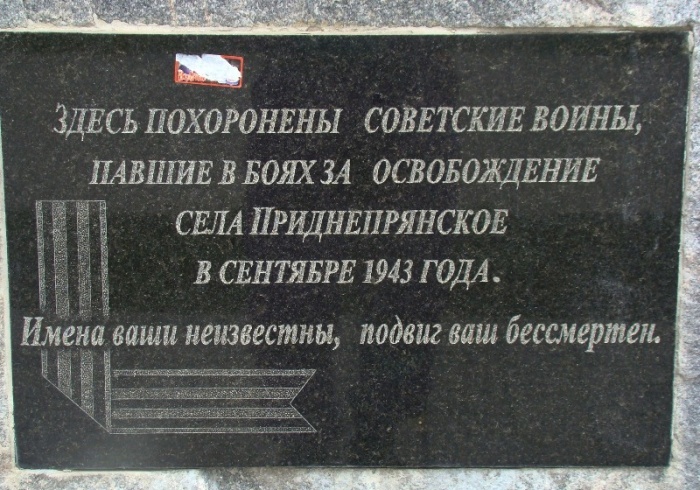 ЗДЕСЬ ПОХОРОНЕНЫ СОВЕТСКИЕ ВОИНЫ,
ПАВШИЕ В БОЯХ ЗА ОСВОБОЖДЕНИЕ
СЕЛА ПРИДНЕПРЯНСКОЕ
В СЕНТЯБРЕ 1943 ГОДА.
Имена ваши неизвестны, подвиг ваш бессмертен.